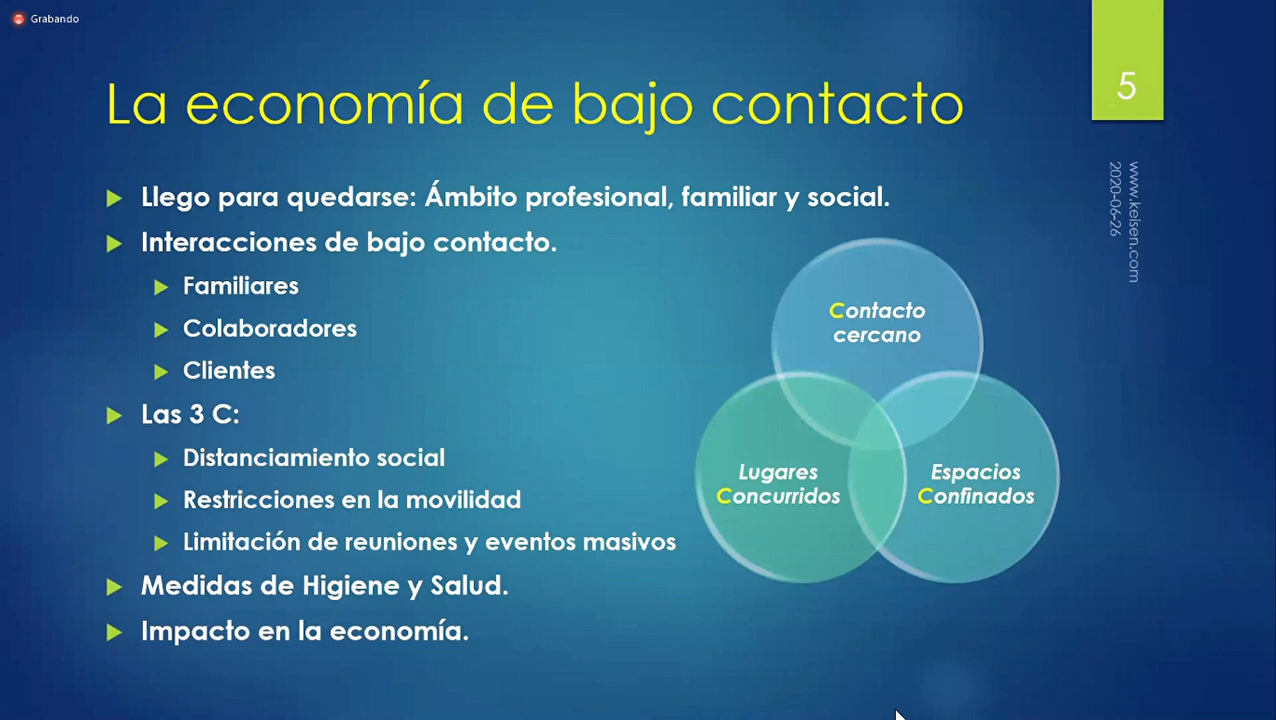 Grabando
La economía de bajo contacto
5
www.keisen.com
2020-06-26
Llego para quedarse: Ámbito profesional, familiar y social.
Interacciones de bajo contacto.
Familiares
Colaboradores
Clientes
Las 3 C:
Distanciamiento social
Restricciones en la movilidad
Limitación de reuniones y eventos masivos
Medidas de Higiene y Salud.
Impacto en la economía.
Contacto
cercano
Lugares
Concurridos
Espacios
Confinados